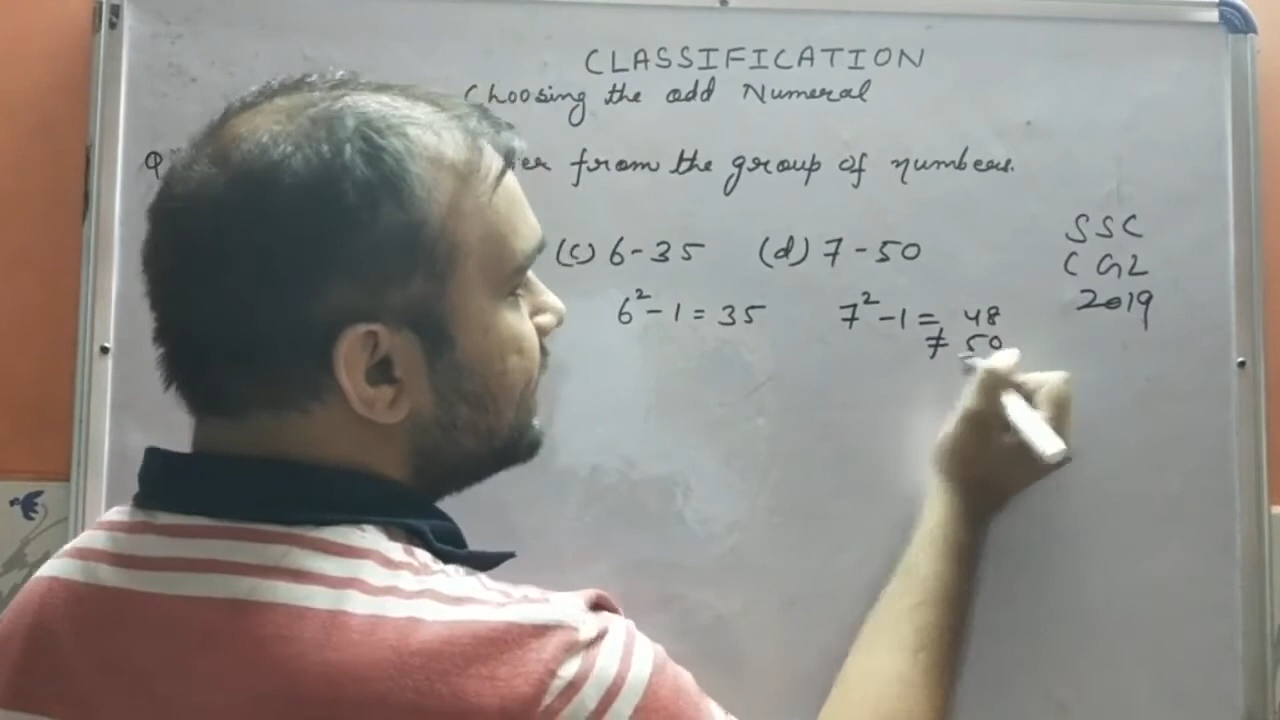 CLASSIFICATION
Choosing the odd Numeral
Q from the group of numbers.
(c) 6-35 (d) 7-50
6²-1 = 35 7²-1 = 48
≠ 50
SSC
CGL
2019